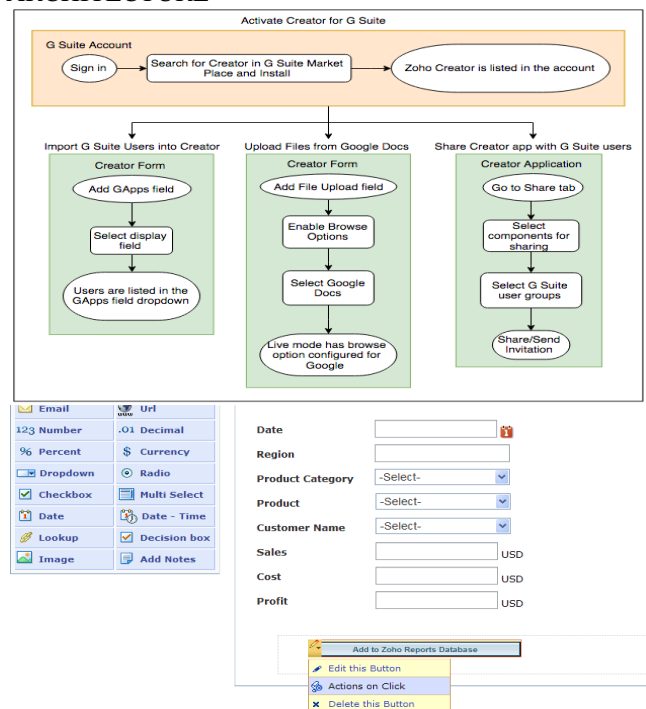 ARCHITECTURE
Activate Creator for G Suite
G Suite Account
Sign in
Search for Creator in G Suite Market
Place and Install
Zoho Creator is listed in the account
Import G Suite Users into Creator
Creator Form
Add GApps field
Select display
field
Users are listed in the
GApps field dropdown
Upload Files from Google Docs
Creator Form
Add File Upload field
Enable Browse
Options
Select Google
Docs
Live mode has browse
option configured for
Google
Share Creator app with G Suite users
Creator Application
Go to Share tab
Select
components for
sharing
Select G Suite
user groups
Share/Send
Invitation
Email
Url
123 Number
.01 Decimal
% Percent
$ Currency
Dropdown
Radio
Checkbox
Multi Select
Date
Date - Time
Lookup
Decision box
Image
Add Notes
Date
Region
Product Category -Select-
Product -Select-
Customer Name -Select-
Sales USD
Cost USD
Profit USD
Add to Zoho Reports Database
Edit this Button
Actions on Click
Delete this Button